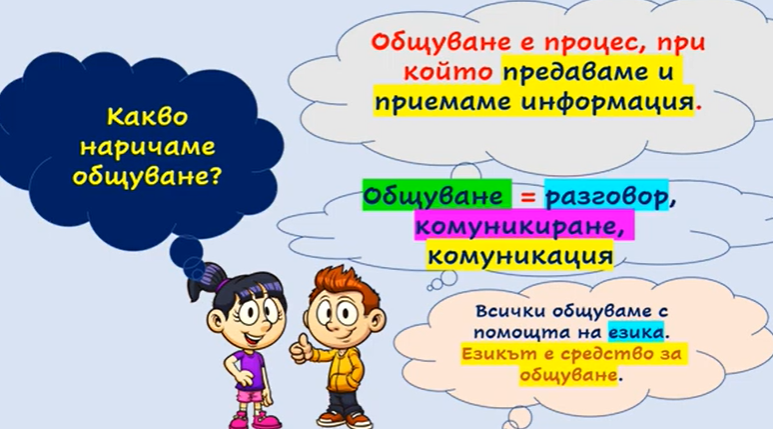 Какво
наричаме
общуване?
Общуване е процес, при
който предаваме и
приемаме информация.
Общуване = разговор,
комуникиране,
комуникация
Всички общуваме с
помощта на езика.
Езикът е средство за
общуване.